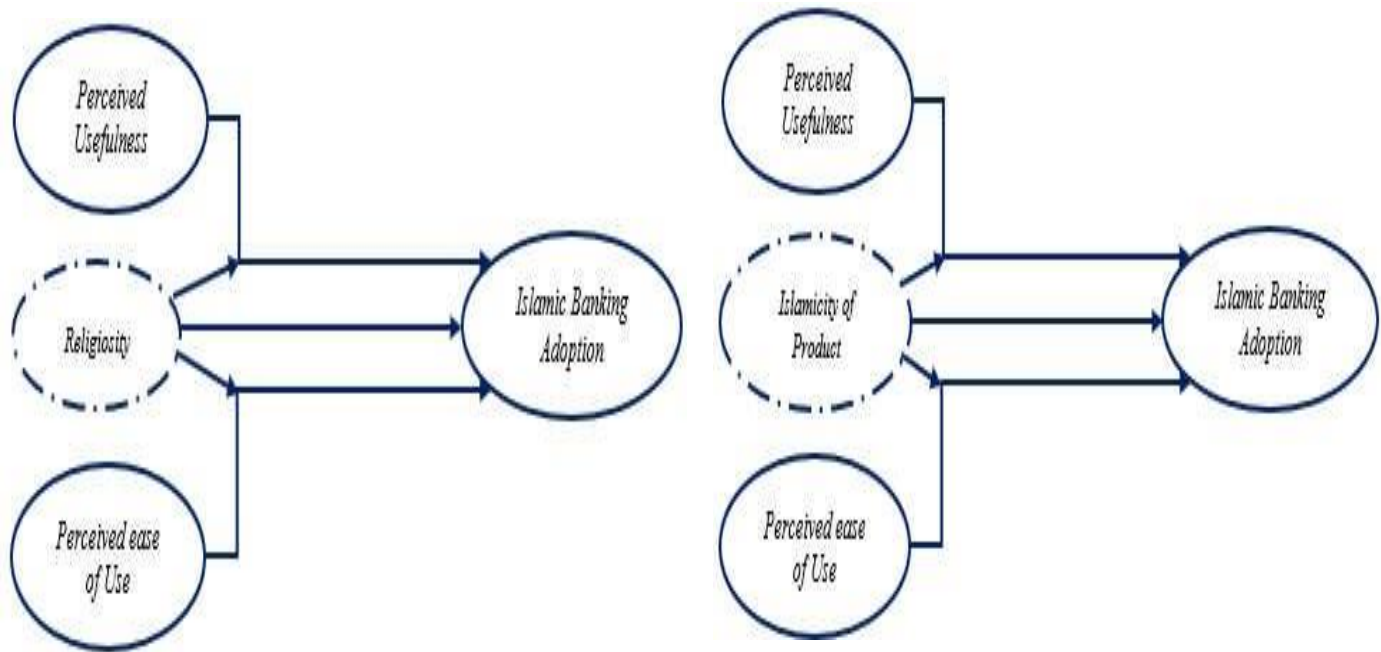 Perceived
Usefulness
Religiosity
Islamic Banking
Adoption
Perceived ease
of Use
Perceived
Usefulness
Islamicity of
Product
Islamic Banking
Adoption
Perceived ease
of Use